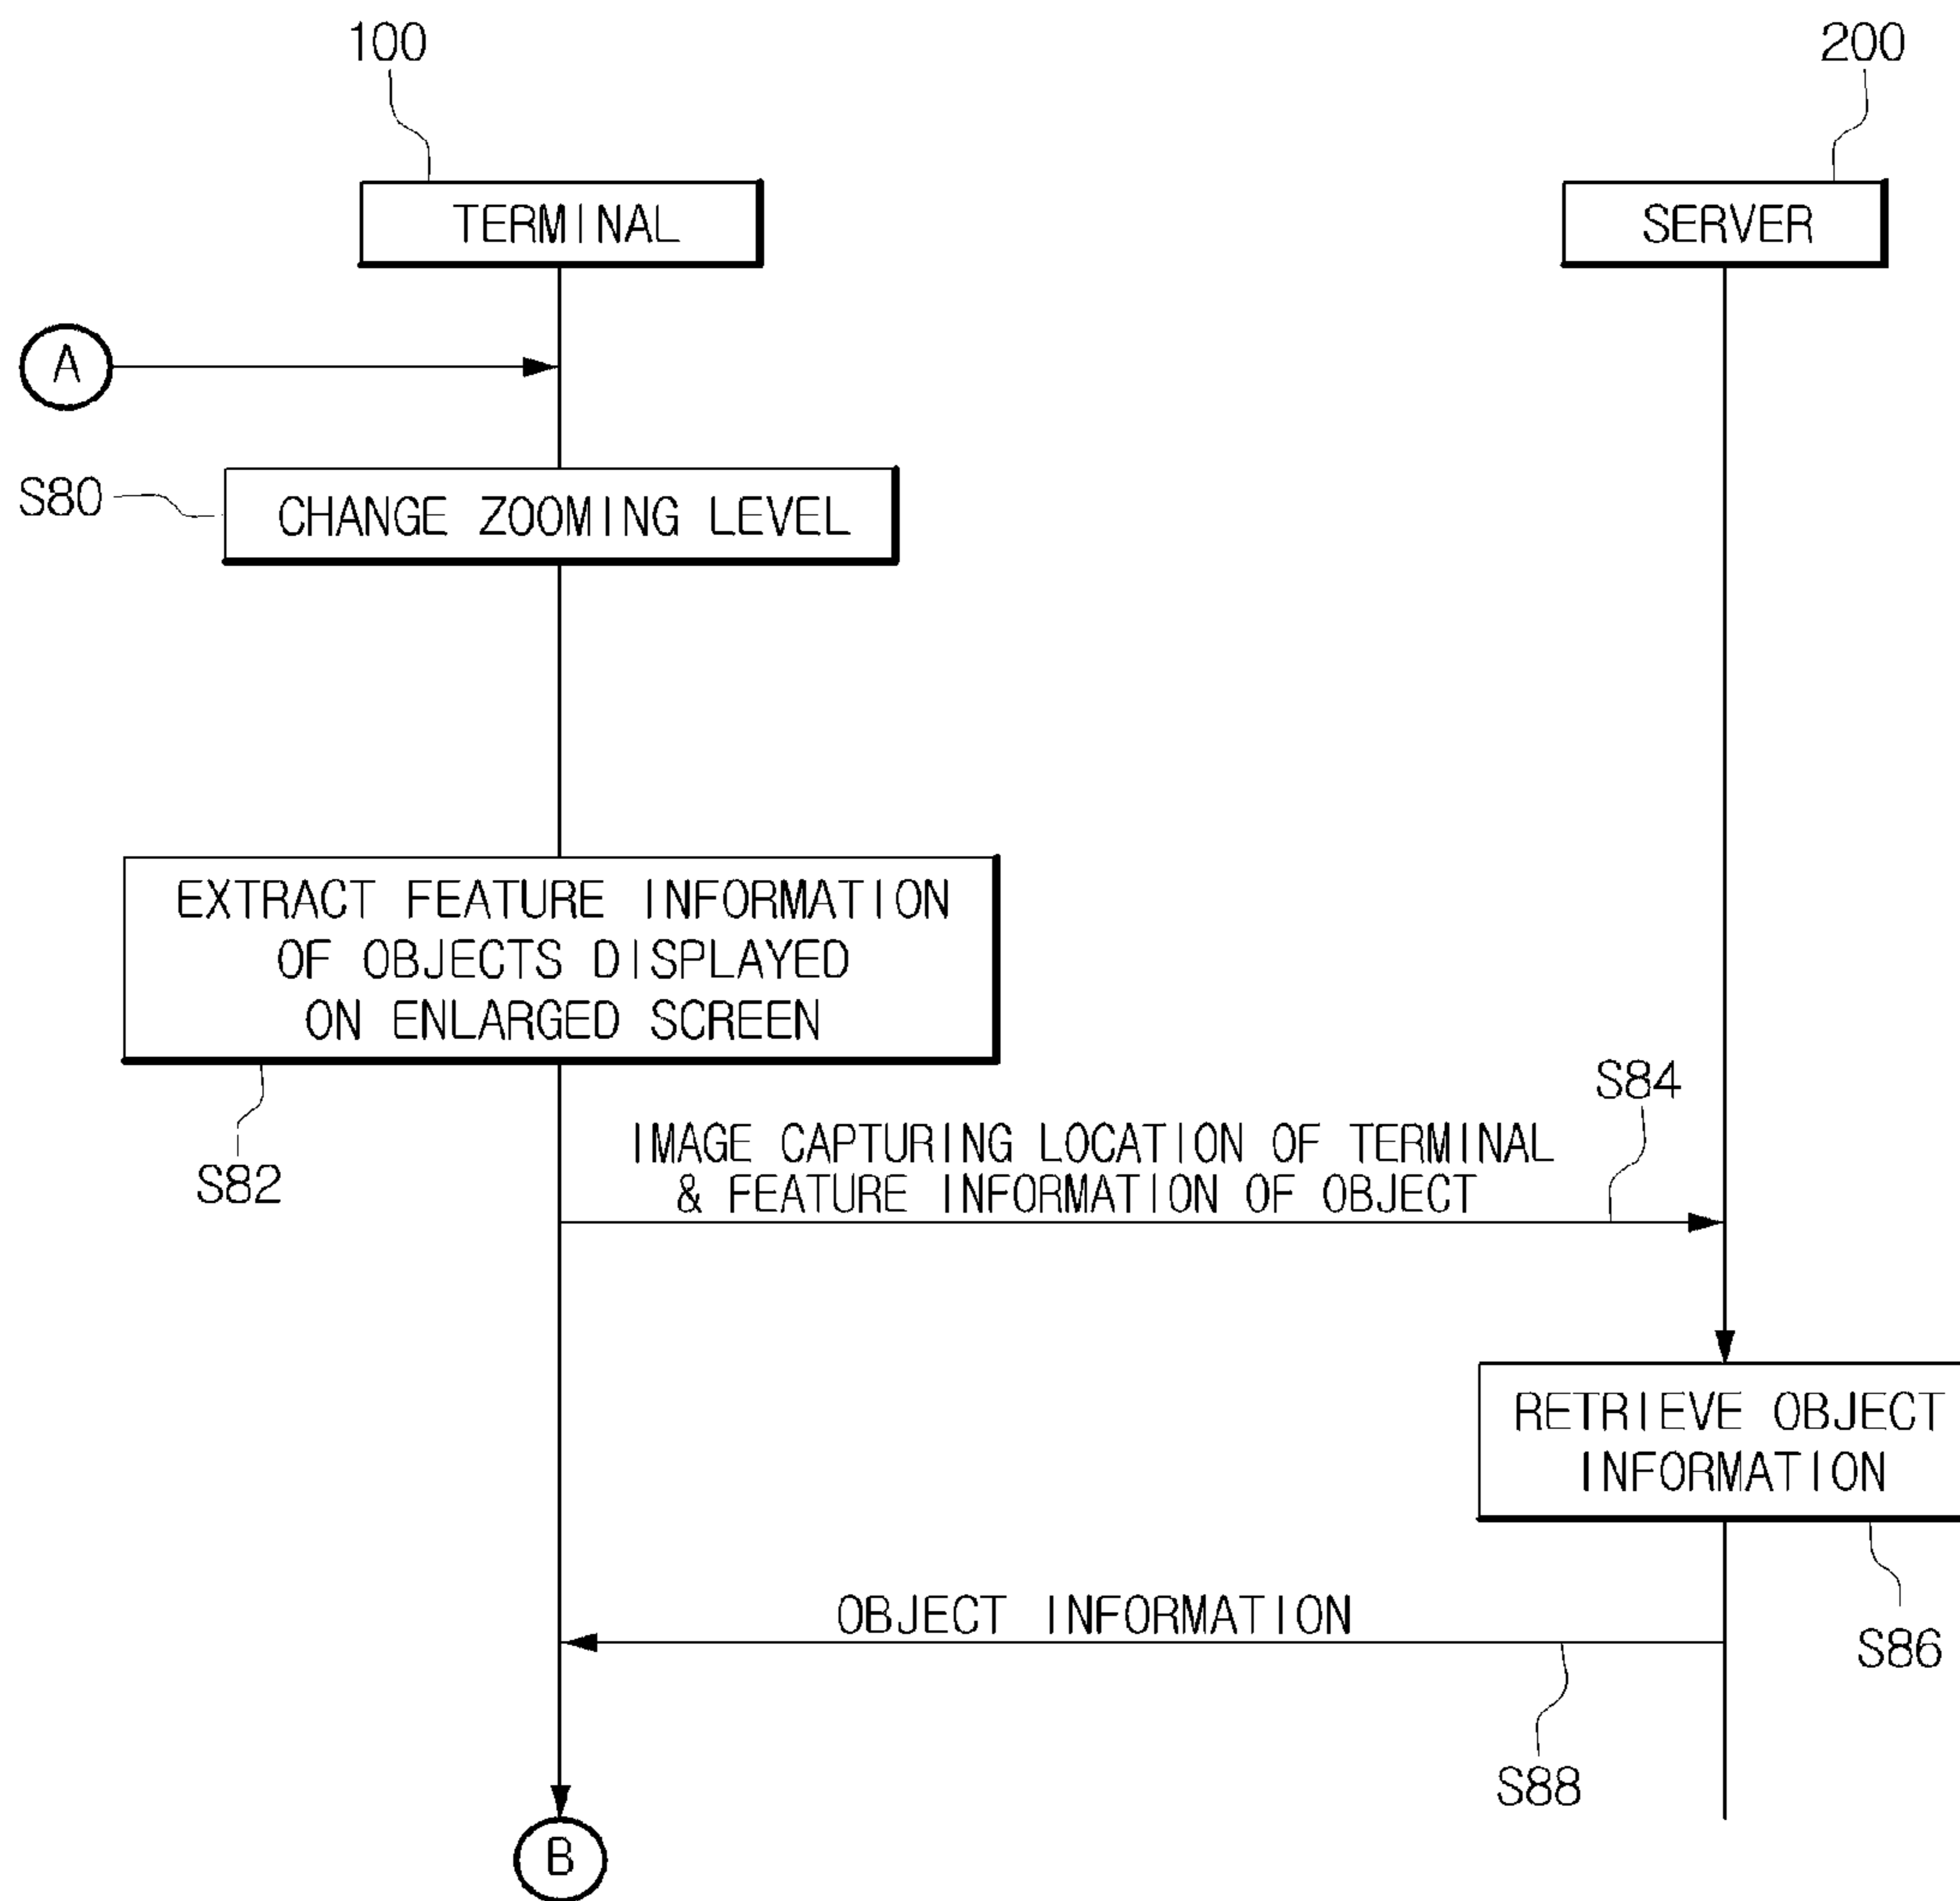 100
200
TERMINAL
SERVER
A
S80
CHANGE ZOOMING LEVEL
EXTRACT FEATURE INFORMATION
OF OBJECTS DISPLAYED
ON ENLARGED SCREEN
S82
S84
IMAGE CAPTURING LOCATION OF TERMINAL
& FEATURE INFORMATION OF OBJECT
RETRIEVE OBJECT
INFORMATION
S86
OBJECT INFORMATION
S88
B